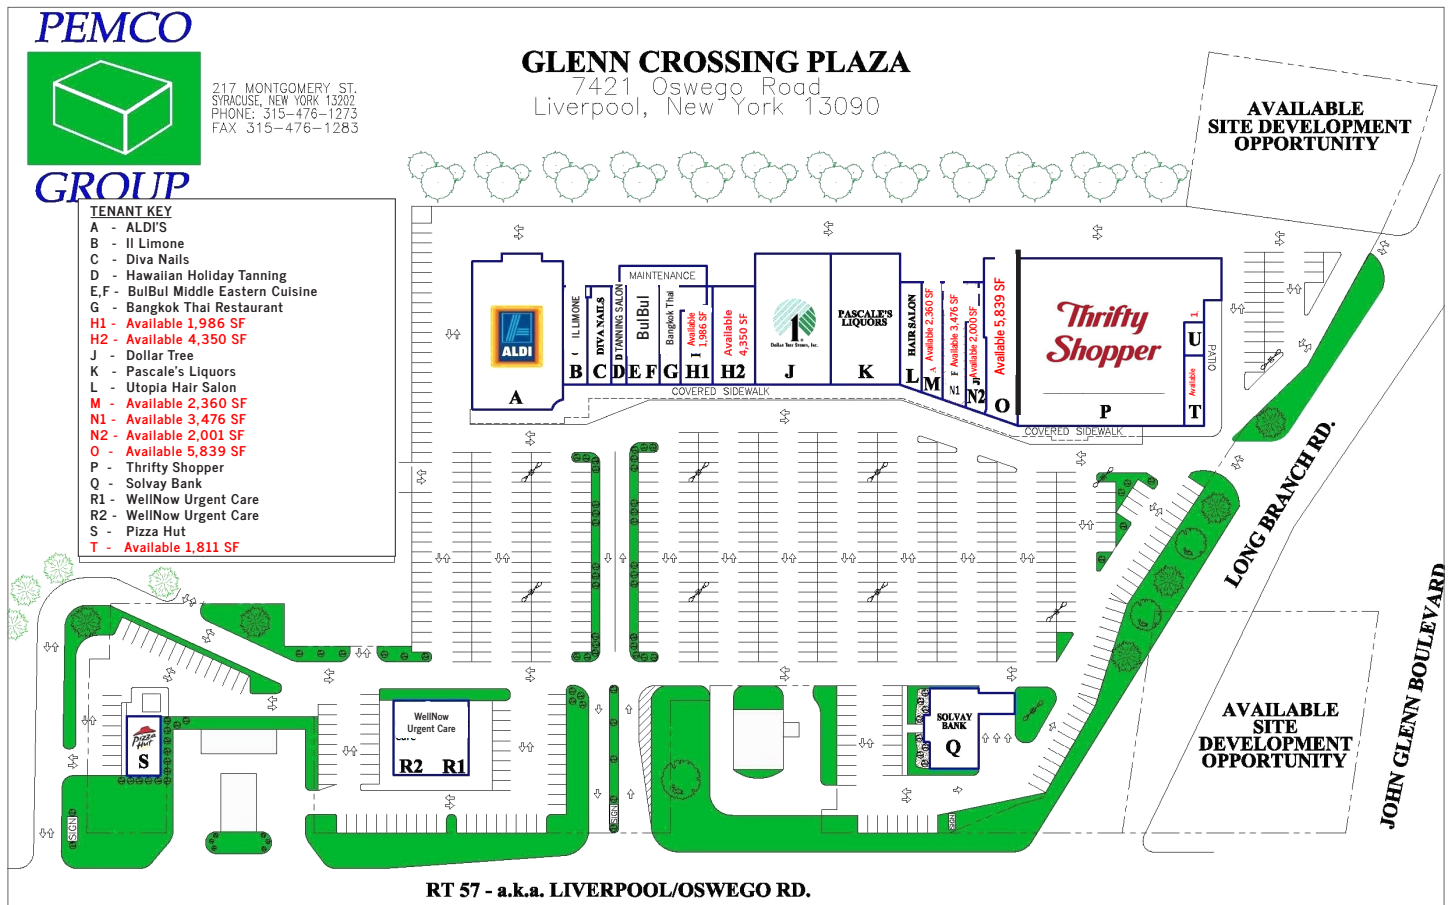 PEMCO
GROUP
217 MONTGOMERY ST.
SYRACUSE, NEW YORK 13202
PHONE: 315-476-1273
FAX 315-476-1283
GLENN CROSSING PLAZA
7421 Oswego Road
Liverpool, New York 13090
AVAILABLE
SITE DEVELOPMENT
OPPORTUNITY
TENANT KEY
A - ALDI'S
B - Il Limone
C - Diva Nails
D - Hawaiian Holiday Tanning
E,F - BulBul Middle Eastern Cuisine
G - Bangkok Thai Restaurant
H1 - Available 1,986 SF
H2 - Available 4,350 SF
J - Dollar Tree
K - Pascale's Liquors
L - Utopia Hair Salon
M - Available 2,360 SF
N1 - Available 3,476 SF
N2 - Available 2,001 SF
O - Available 5,839 SF
P - Thrifty Shopper
Q - Solvay Bank
R1 - WellNow Urgent Care
R2 - WellNow Urgent Care
S - Pizza Hut
T - Available 1,811 SF
ALDI
A
IL LIMONE
B
DIVA NAILS
C
TANNING SALON
D
MAINTENANCE
BulBul
E F
Bangkok Thai
G
Available
1,986 SF
H1
Available
4,350 SF
H2
Dollar Tree Stores, Inc.
J
PASCALE'S
LIQUORS
K
HAIR SALON
L
Available 2,360 SF
M
Available 3,476 SF
N1
Available 2,000 SF
N2
Available 5,839 SF
O
Thrifty
Shopper
P
U
Available
T
PATIO
COVERED SIDEWALK
COVERED SIDEWALK
LONG BRANCH RD.
JOHN GLENN BOULEVARD
AVAILABLE
SITE
DEVELOPMENT
OPPORTUNITY
Pizza
Hut
S
WellNow
Urgent Care
R2 R1
SOLVAY
BANK
Q
SIGN
SIGN
SIGN
RT 57 - a.k.a. LIVERPOOL/OSWEGO RD.